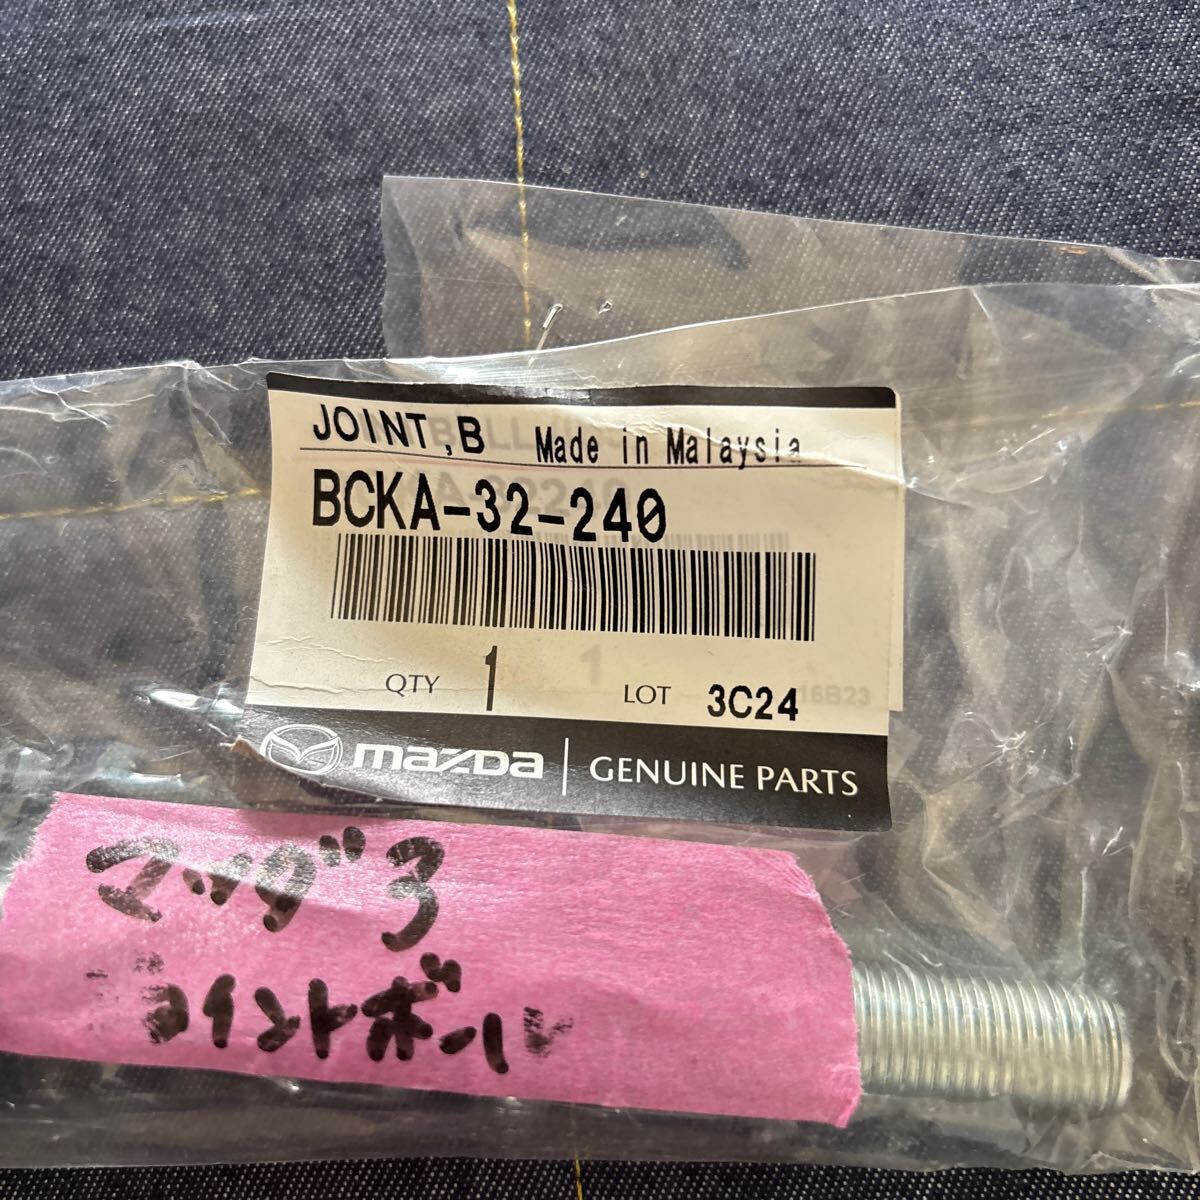 JOINT,B Made in Malaysia
BCKA-32-240
QTY 1 LOT 3C24
16B23
mazda GENUINE PARTS
マツダ3
ジョイントボール